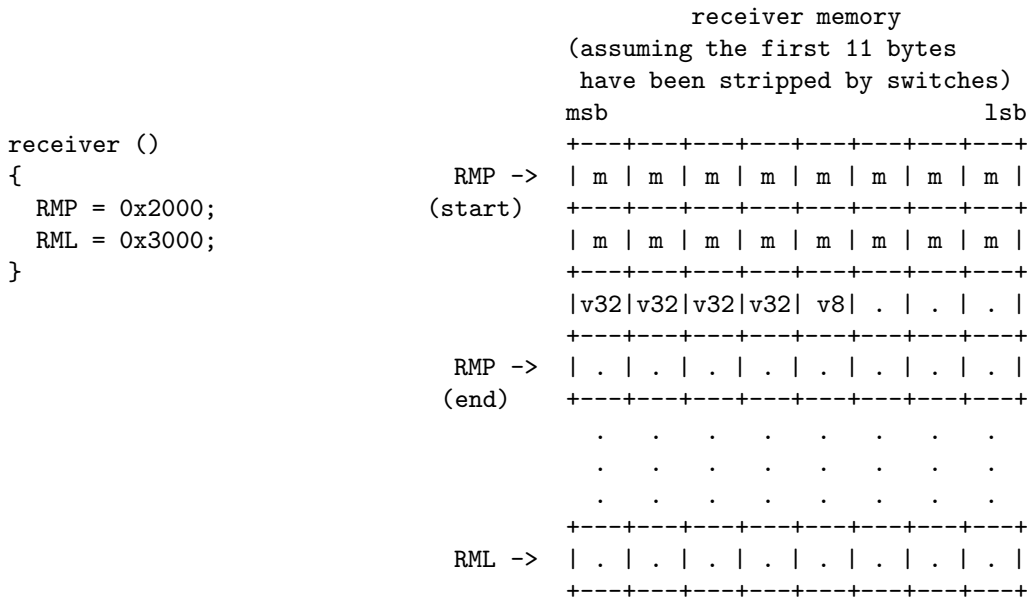 receiver memory
                                        (assuming the first 11 bytes
                                         have been stripped by switches)
                                        msb                           lsb
receiver ()                             +---+---+---+---+---+---+---+---+
{                               RMP ->  | m | m | m | m | m | m | m | m |
  RMP = 0x2000;               (start)   +---+---+---+---+---+---+---+---+
  RML = 0x3000;                         | m | m | m | m | m | m | m | m |
}                                       +---+---+---+---+---+---+---+---+
                                        |v32|v32|v32|v32| v8| . | . | . |
                                        +---+---+---+---+---+---+---+---+
                                RMP ->  | . | . | . | . | . | . | . | . |
                               (end)    +---+---+---+---+---+---+---+---+
                                          .   .   .   .   .   .   .   .
                                          .   .   .   .   .   .   .   .
                                          .   .   .   .   .   .   .   .
                                        +---+---+---+---+---+---+---+---+
                                RML ->  | . | . | . | . | . | . | . | . |
                                        +---+---+---+---+---+---+---+---+